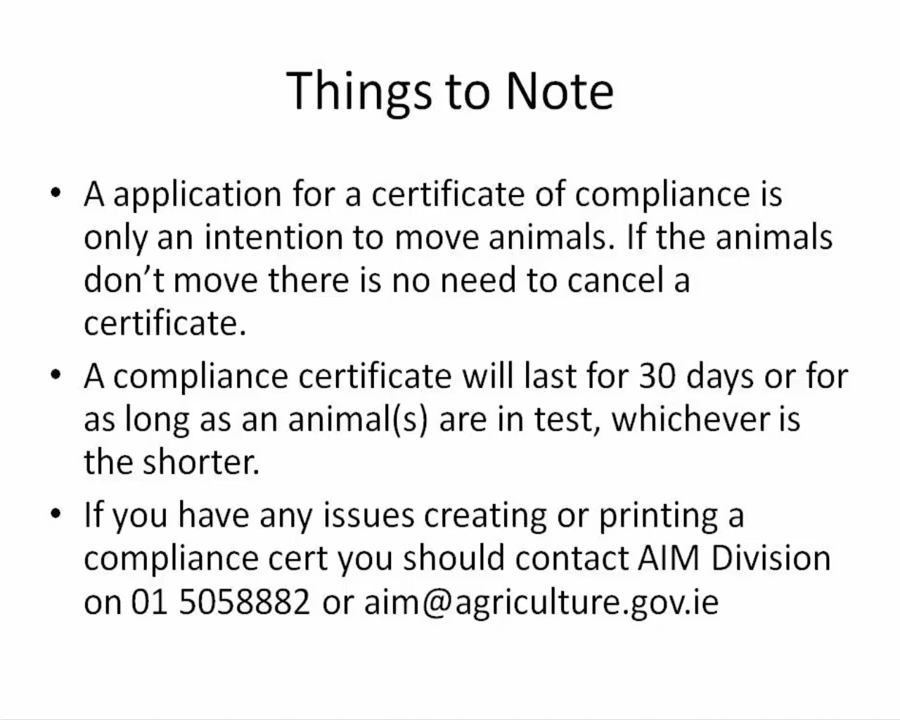 Things to Note
• A application for a certificate of compliance is
only an intention to move animals. If the animals
don't move there is no need to cancel a
certificate.
• A compliance certificate will last for 30 days or for
as long as an animal(s) are in test, whichever is
the shorter.
• If you have any issues creating or printing a
compliance cert you should contact AIM Division
on 01 5058882 or aim@agriculture.gov.ie